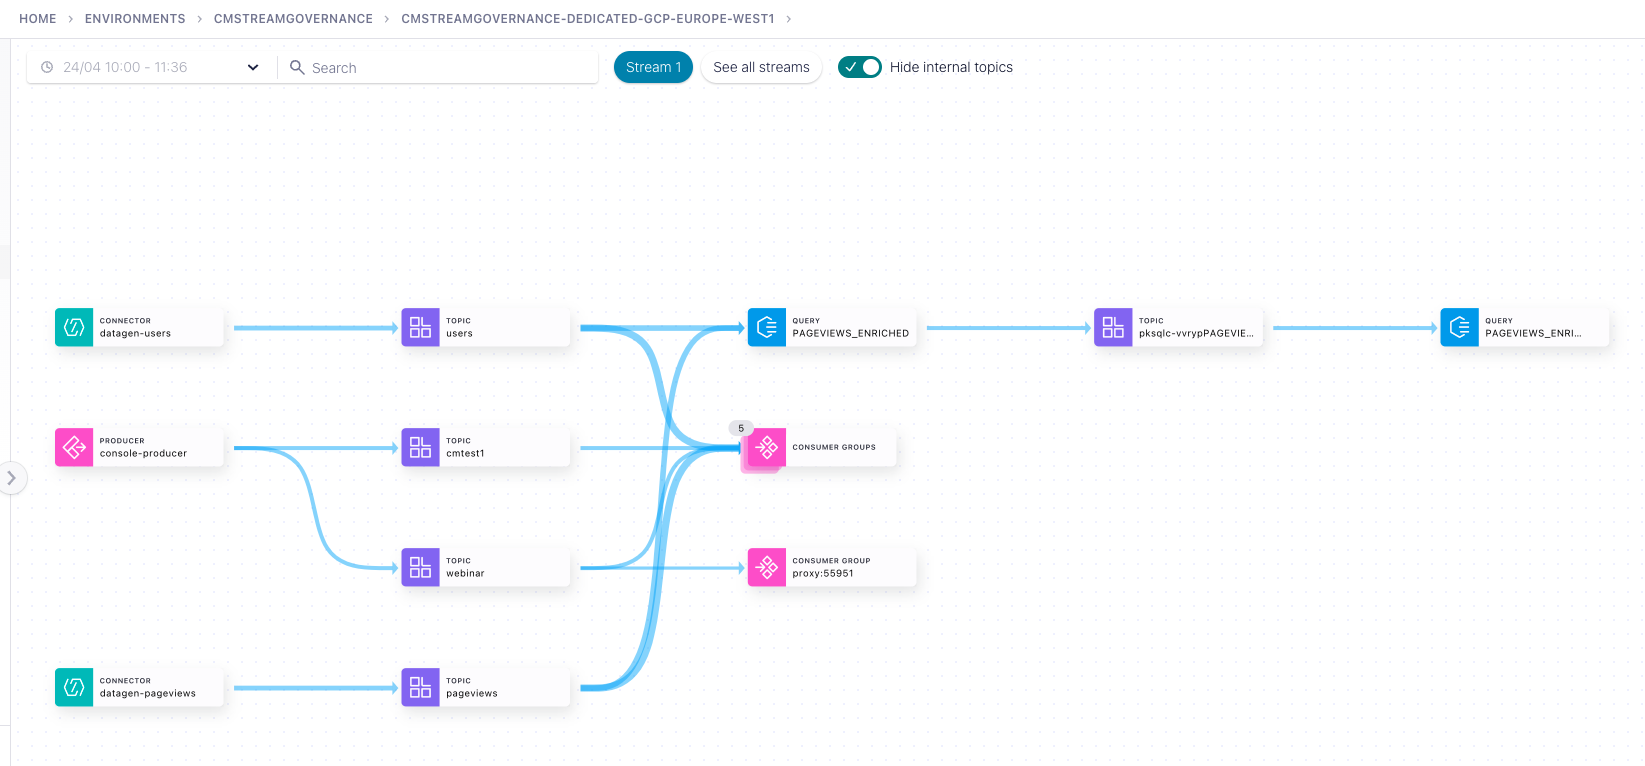 HOME > ENVIRONMENTS > CMSTREAMGOVERNANCE > CMSTREAMGOVERNANCE-DEDICATED-GCP-EUROPE-WEST1 >
24/04 10:00 - 11:36
Search
Stream 1
See all streams
Hide internal topics
CONNECTOR
datagen-users
TOPIC
users
QUERY
PAGEVIEWS_ENRICHED
TOPIC
pksqlc-vvrypPAGEVIE...
QUERY
PAGEVIEWS_ENRI...
PRODUCER
console-producer
TOPIC
cmtest1
5
CONSUMER GROUPS
TOPIC
webinar
CONSUMER GROUP
proxy:55951
CONNECTOR
datagen-pageviews
TOPIC
pageviews